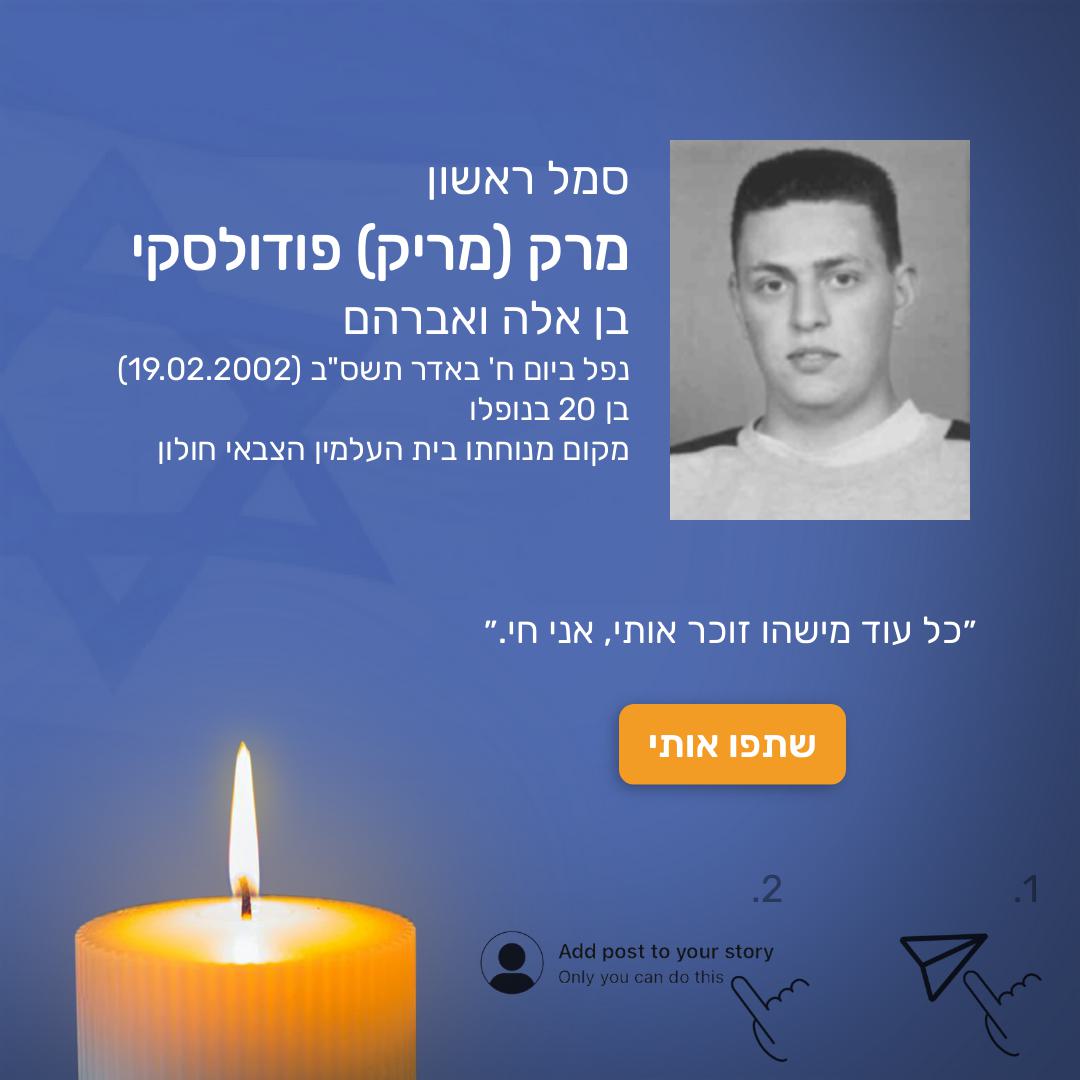 סמל ראשון
מרק (מריק) פודולסקי
בן אלה ואברהם
נפל ביום ח' באדר תשס"ב (19.02.2002)
בן 20 בנופלו
מקום מנוחתו בית העלמין הצבאי חולון
״כל עוד מישהו זוכר אותי, אני חי.״
שתפו אותי
1.
2.
Add post to your story
Only you can do this